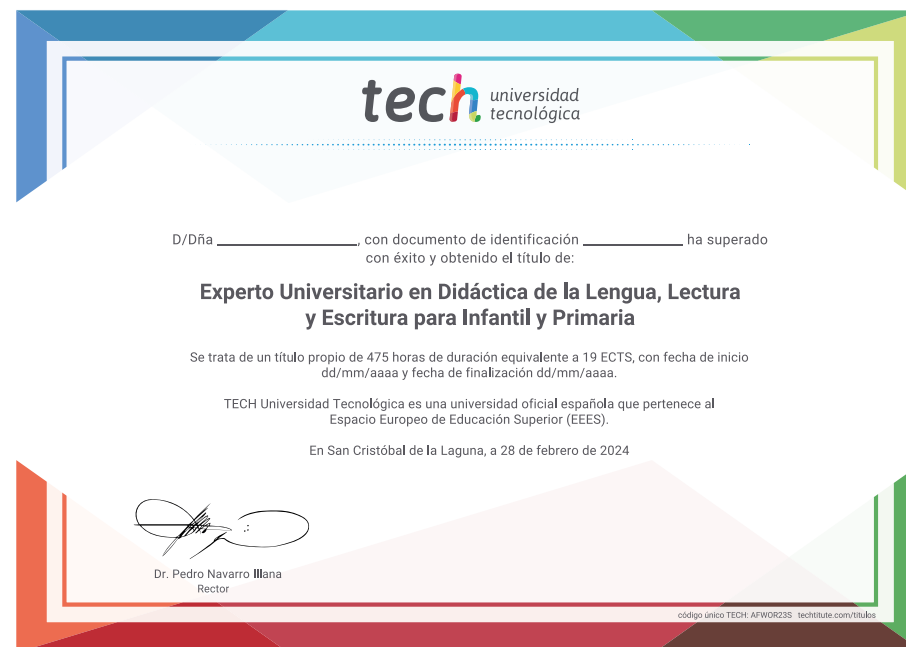 tech universidad
tecnológica
D/Dña ______________, con documento de identificación __________ ha superado
con éxito y obtenido el título de:
Experto Universitario en Didáctica de la Lengua, Lectura
y Escritura para Infantil y Primaria
Se trata de un título propio de 475 horas de duración equivalente a 19 ECTS, con fecha de inicio
dd/mm/aaaa y fecha de finalización dd/mm/aaaa.
TECH Universidad Tecnológica es una universidad oficial española que pertenece al
Espacio Europeo de Educación Superior (EEES).
En San Cristóbal de la Laguna, a 28 de febrero de 2024
Dr. Pedro Navarro Illana
Rector
código único TECH: AFWOR23S techtitute.com/titulos